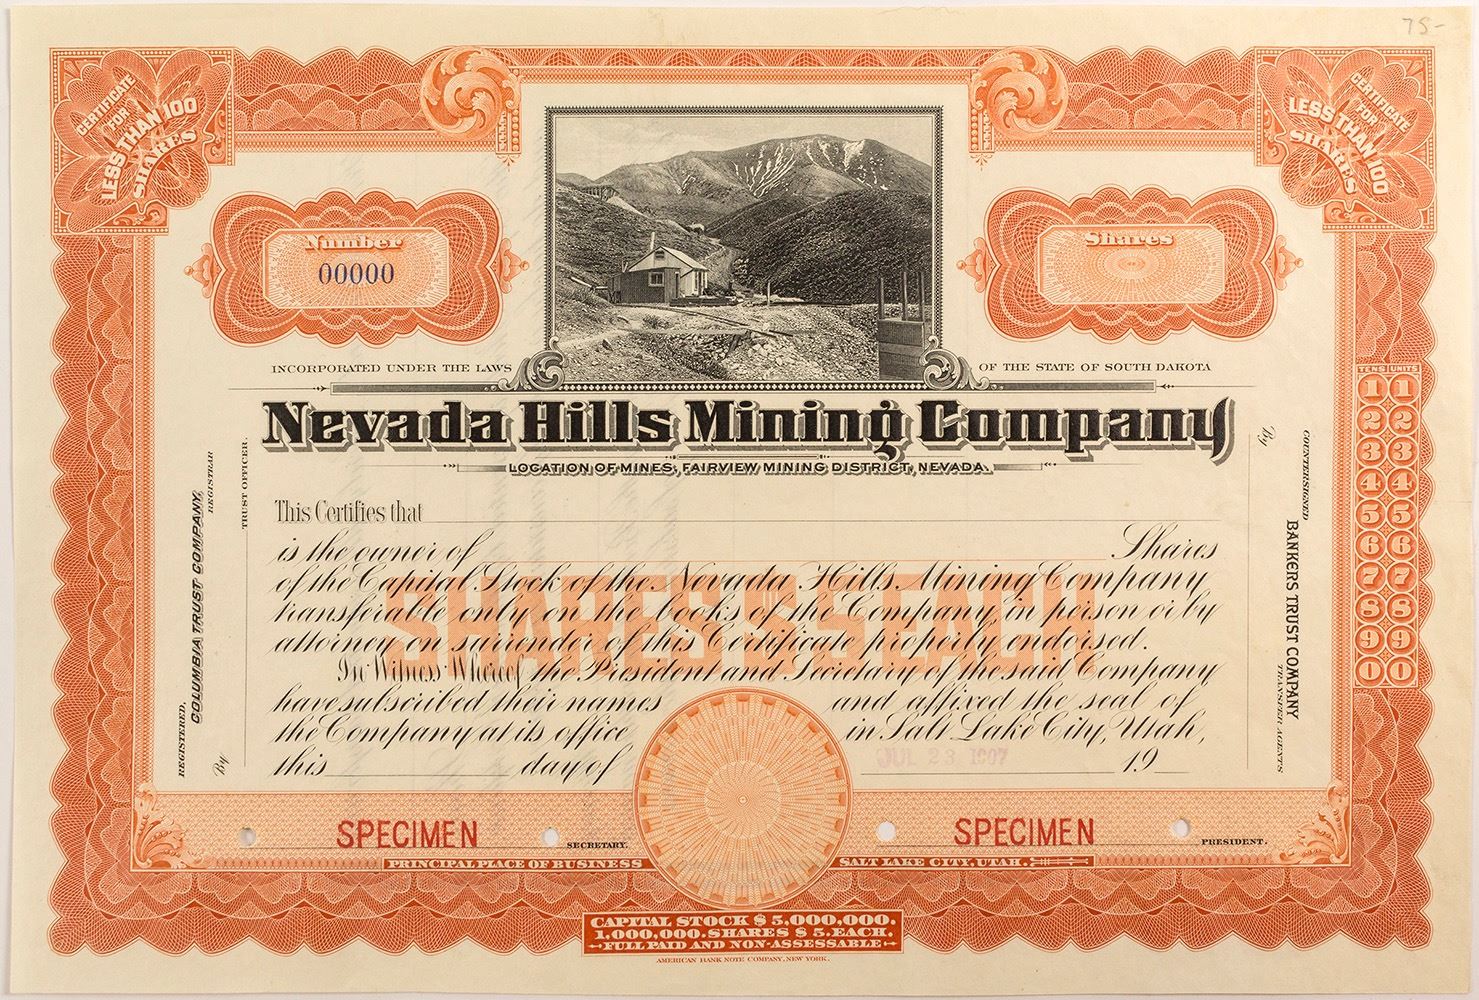 75-
CERTIFICATE
FOR
LESS THAN 100
SHARES
CERTIFICATE
FOR
LESS THAN 100
SHARES
Number
00000
Shares
INCORPORATED UNDER THE LAWS OF THE STATE OF SOUTH DAKOTA
Nevada Hills Mining Company
LOCATION OF MINES, FAIRVIEW MINING DISTRICT, NEVADA.
This Certifies that
is the owner of Shares
of the Capital Stock of the Nevada Hills Mining Company
transferable only on the books of the Company, in person or by
attorney on surrender of this Certificate properly endorsed.
In Witness Whereof the President and Secretary of the said Company
have subscribed their names and affixed the seal of
the Company at its office in Salt Lake City, Utah,
this day of 19
JUL 23 1907
SHARES $5 EACH
REGISTERED,
COLUMBIA TRUST COMPANY,
REGISTRAR
By
TRUST OFFICER.
COUNTERSIGNED
BANKERS TRUST COMPANY
TRANSFER AGENTS
By
TENS UNITS
1 1
2 2
3 3
4 4
5 5
6 6
7 7
8 8
9 9
0 0
SPECIMEN
SECRETARY.
SPECIMEN
PRESIDENT.
PRINCIPAL PLACE OF BUSINESS SALT LAKE CITY, UTAH.
CAPITAL STOCK $5,000,000.
1,000,000 SHARES $5. EACH.
FULL PAID AND NON-ASSESSABLE
AMERICAN BANK NOTE COMPANY, NEW YORK.